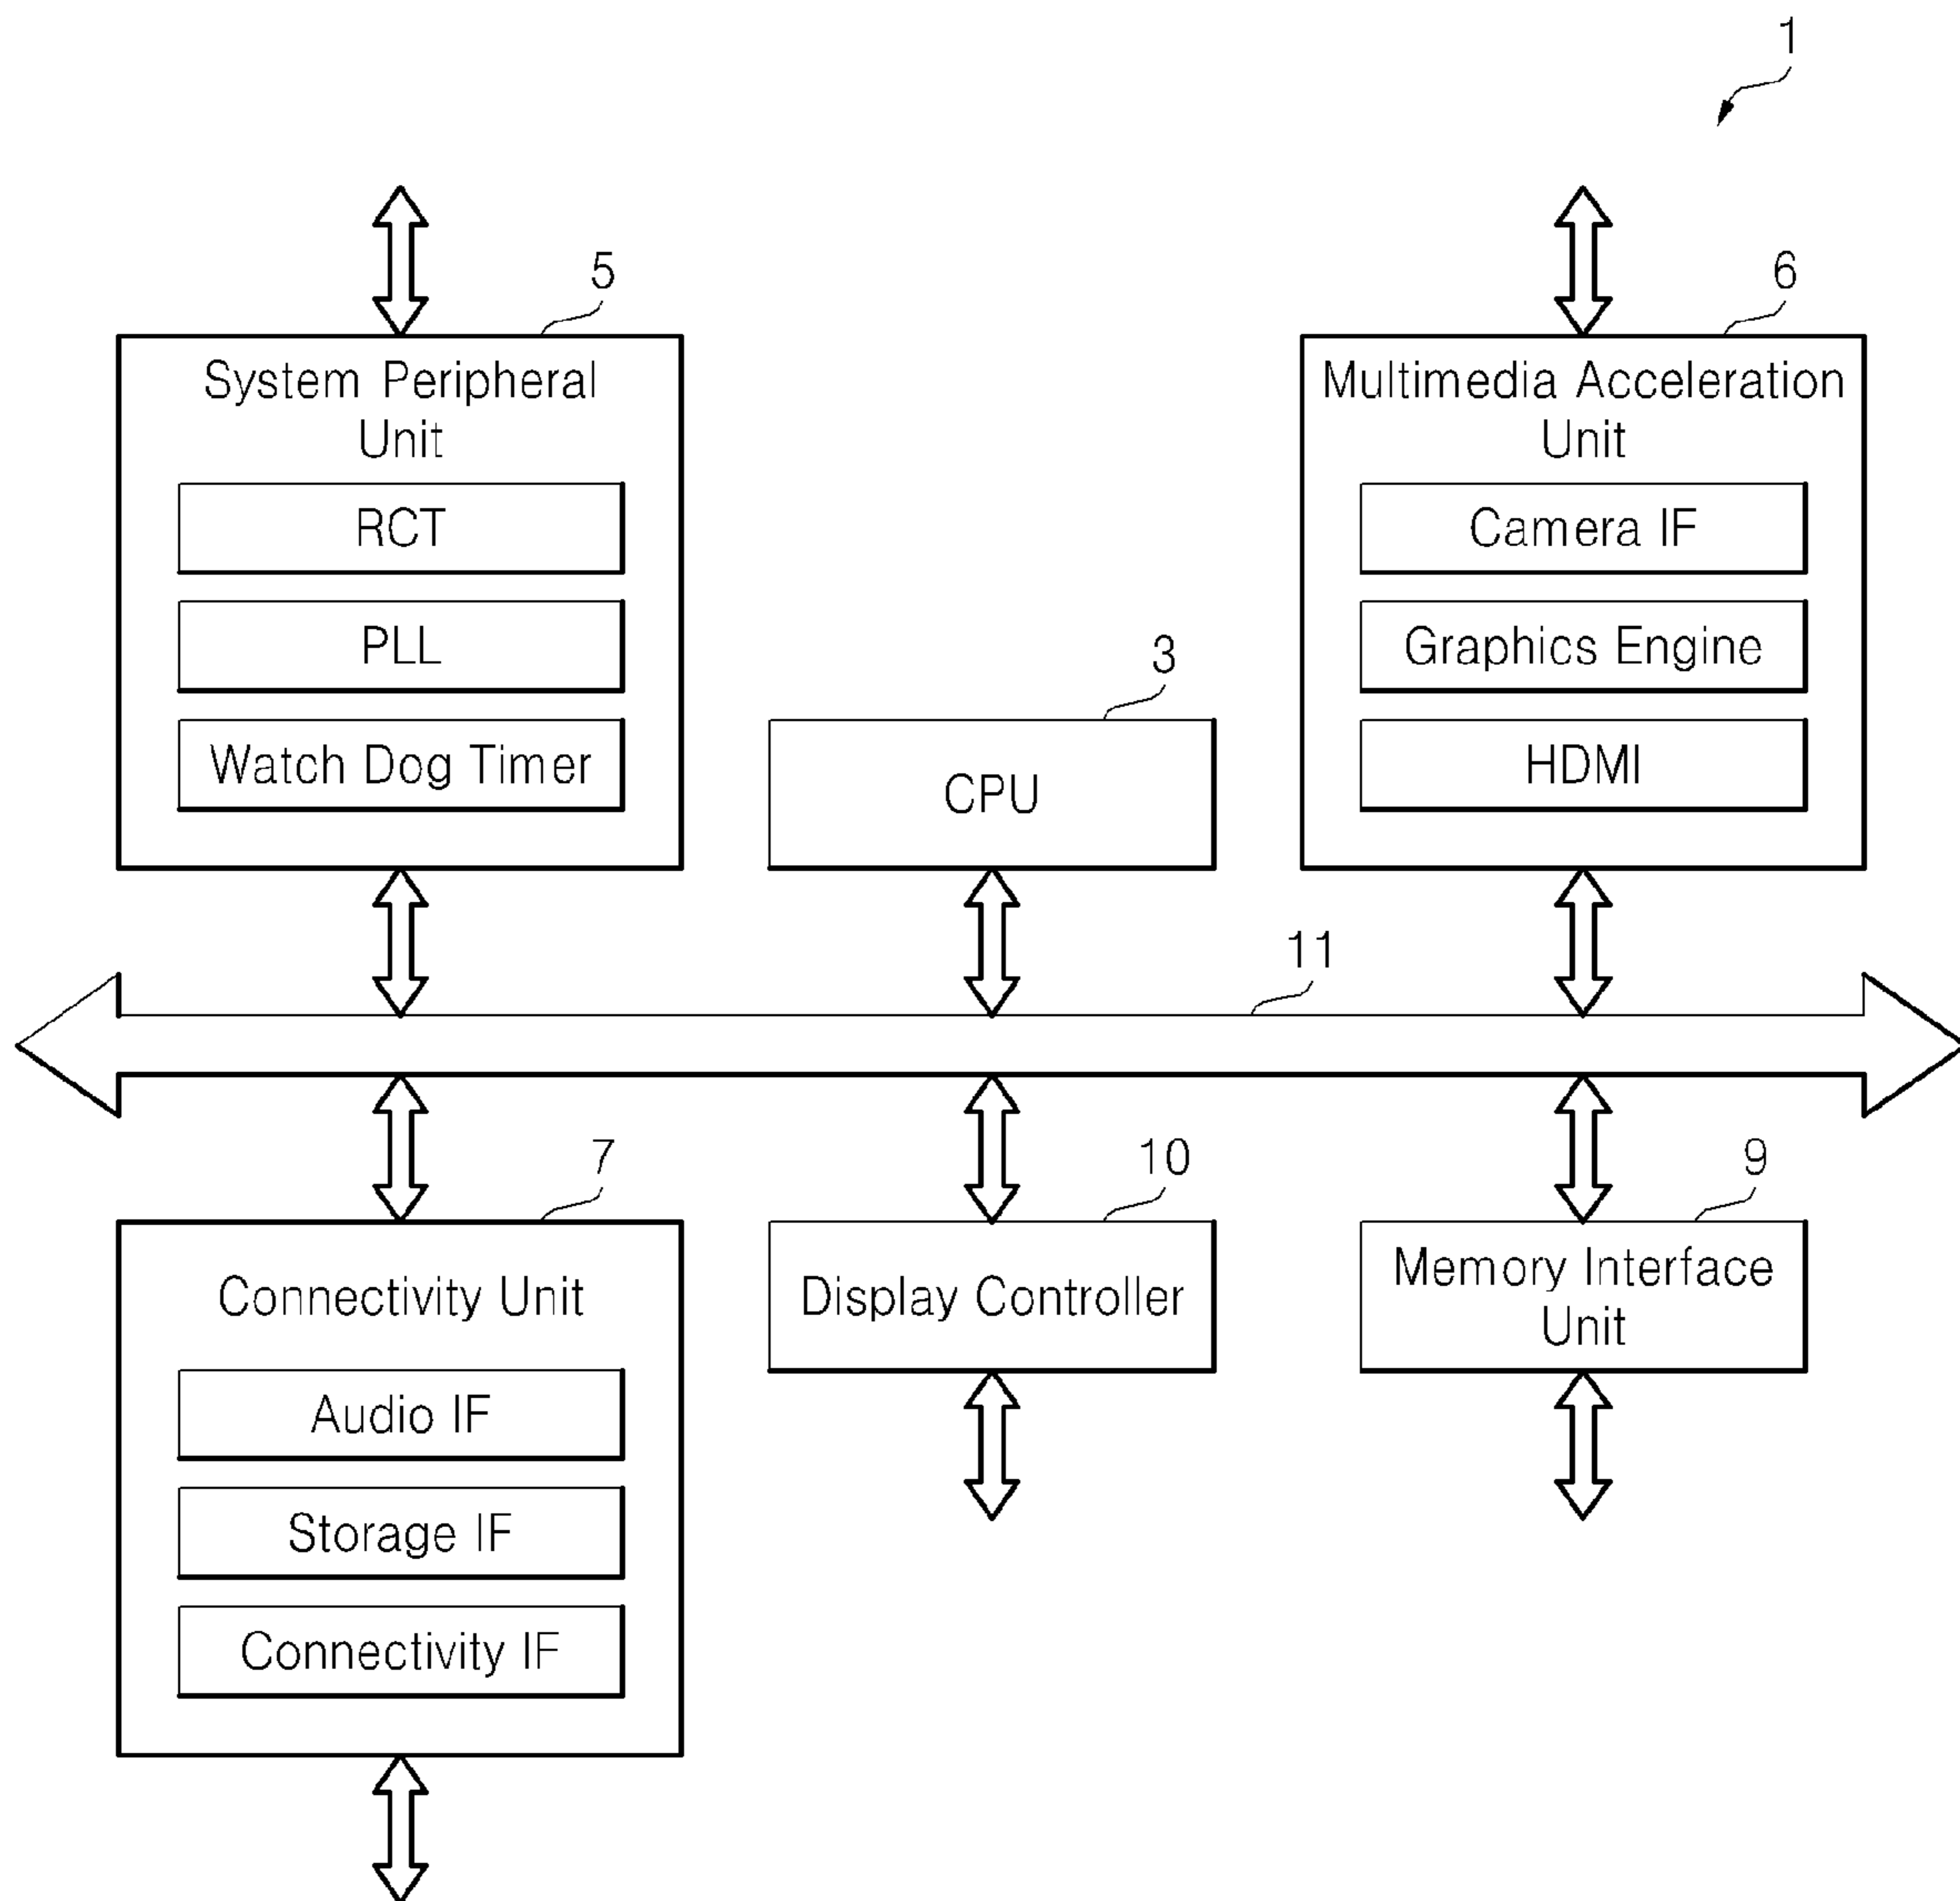 1
5
System Peripheral
Unit
RCT
PLL
Watch Dog Timer
3
CPU
6
Multimedia Acceleration
Unit
Camera IF
Graphics Engine
HDMI
11
7
Connectivity Unit
Audio IF
Storage IF
Connectivity IF
10
Display Controller
9
Memory Interface
Unit